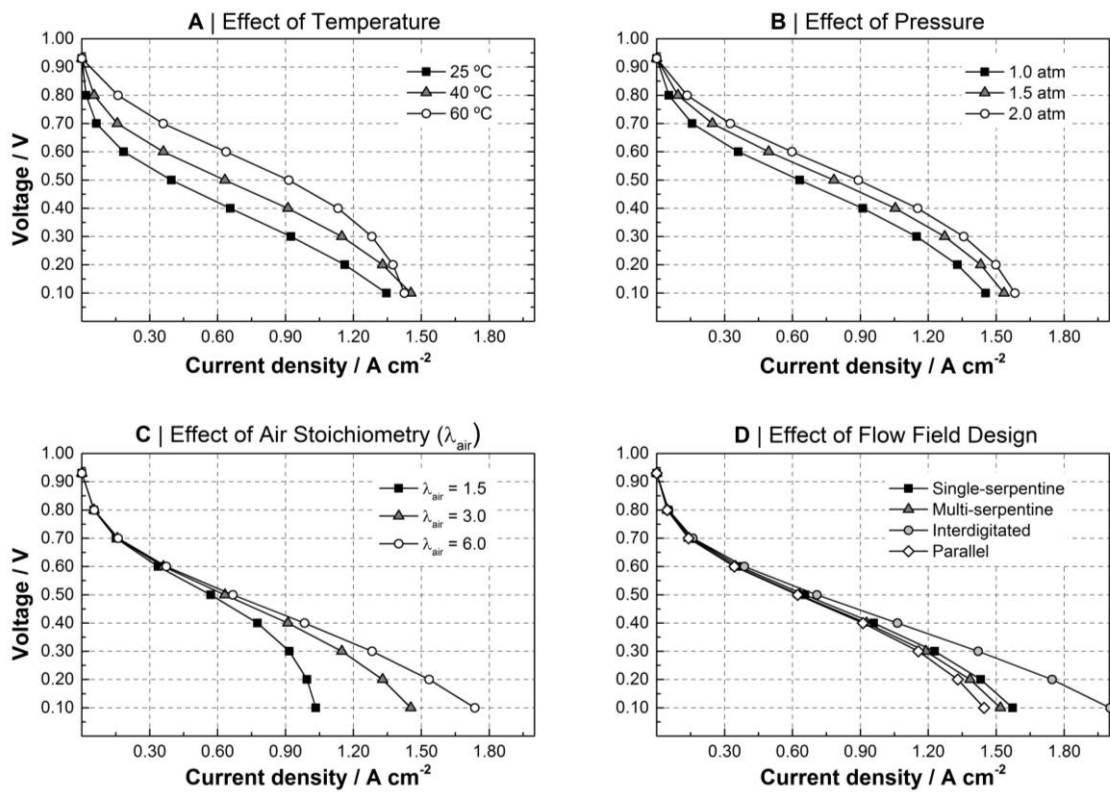 A | Effect of Temperature
1.00
0.90
0.80
0.70
0.60
0.50
0.40
0.30
0.20
0.10
Voltage / V
25 ºC
40 ºC
60 ºC
0.30 0.60 0.90 1.20 1.50 1.80
Current density / A cm⁻²
B | Effect of Pressure
1.00
0.90
0.80
0.70
0.60
0.50
0.40
0.30
0.20
0.10
1.0 atm
1.5 atm
2.0 atm
0.30 0.60 0.90 1.20 1.50 1.80
Current density / A cm⁻²
C | Effect of Air Stoichiometry (λair)
1.00
0.90
0.80
0.70
0.60
0.50
0.40
0.30
0.20
0.10
Voltage / V
λair = 1.5
λair = 3.0
λair = 6.0
0.30 0.60 0.90 1.20 1.50 1.80
Current density / A cm⁻²
D | Effect of Flow Field Design
1.00
0.90
0.80
0.70
0.60
0.50
0.40
0.30
0.20
0.10
Single-serpentine
Multi-serpentine
Interdigitated
Parallel
0.30 0.60 0.90 1.20 1.50 1.80
Current density / A cm⁻²